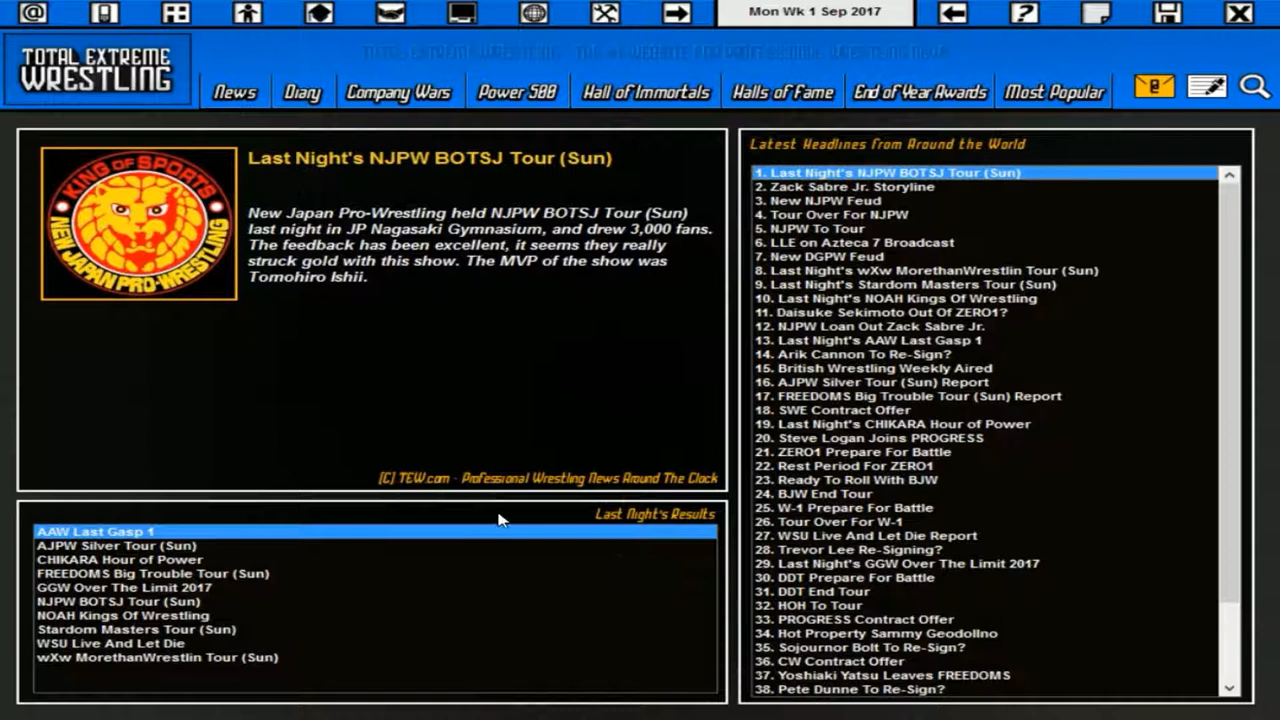 Mon Wk 1 Sep 2017
TOTAL EXTREME
WRESTLING
News
Diary
Company Wars
Power 500
Hall of Immortals
Halls of Fame
End of Year Awards
Most Popular
KING OF SPORTS
NEW JAPAN PRO-WRESTLING
Last Night's NJPW BOTSJ Tour (Sun)
New Japan Pro-Wrestling held NJPW BOTSJ Tour (Sun)
last night in JP Nagasaki Gymnasium, and drew 3,000 fans.
The feedback has been excellent, it seems they really
struck gold with this show. The MVP of the show was
Tomohiro Ishii.
(C) TEW.com - Professional Wrestling News Around The Clock
Last Night's Results
AAW Last Gasp 1
AJPW Silver Tour (Sun)
CHIKARA Hour of Power
FREEDOMS Big Trouble Tour (Sun)
GGW Over The Limit 2017
NJPW BOTSJ Tour (Sun)
NOAH Kings Of Wrestling
Stardom Masters Tour (Sun)
WSU Live And Let Die
wXw MorethanWrestlin Tour (Sun)
Latest Headlines From Around the World
1. Last Night's NJPW BOTSJ Tour (Sun)
2. Zack Sabre Jr. Storyline
3. New NJPW Feud
4. Tour Over For NJPW
5. NJPW To Tour
6. LLE on Azteca 7 Broadcast
7. New DGPW Feud
8. Last Night's wXw MorethanWrestlin Tour (Sun)
9. Last Night's Stardom Masters Tour (Sun)
10. Last Night's NOAH Kings Of Wrestling
11. Daisuke Sekimoto Out Of ZERO1?
12. NJPW Loan Out Zack Sabre Jr.
13. Last Night's AAW Last Gasp 1
14. Arik Cannon To Re-Sign?
15. British Wrestling Weekly Aired
16. AJPW Silver Tour (Sun) Report
17. FREEDOMS Big Trouble Tour (Sun) Report
18. SWE Contract Offer
19. Last Night's CHIKARA Hour of Power
20. Steve Logan Joins PROGRESS
21. ZERO1 Prepare For Battle
22. Rest Period For ZERO1
23. Ready To Roll With BJW
24. BJW End Tour
25. W-1 Prepare For Battle
26. Tour Over For W-1
27. WSU Live And Let Die Report
28. Trevor Lee Re-Signing?
29. Last Night's GGW Over The Limit 2017
30. DDT Prepare For Battle
31. DDT End Tour
32. HOH To Tour
33. PROGRESS Contract Offer
34. Hot Property Sammy Geodollno
35. Sojournor Bolt To Re-Sign?
36. CW Contract Offer
37. Yoshiaki Yatsu Leaves FREEDOMS
38. Pete Dunne To Re-Sign?